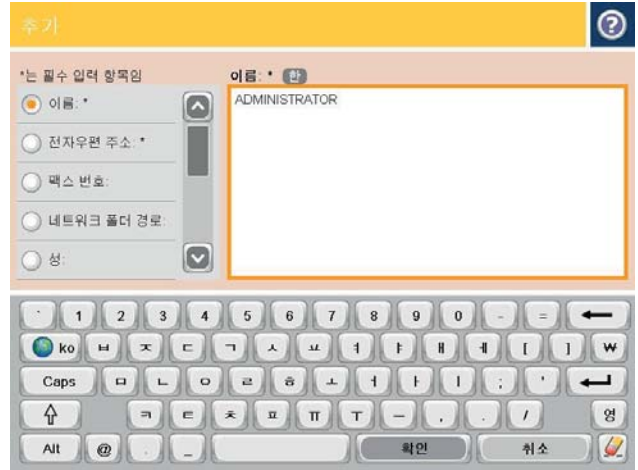 추가
*는 필수 입력 항목임
이름: * 한
이름: *
ADMINISTRATOR
전자우편 주소: *
팩스 번호:
네트워크 폴더 경로:
성:
` 1 2 3 4 5 6 7 8 9 0 - =
ko ㅂ ㅈ ㄷ ㄱ ㅅ ㅛ ㅕ ㅑ ㅐ ㅔ [ ] ₩
Caps ㅁ ㄴ ㅇ ㄹ ㅎ ㅗ ㅓ ㅏ ㅣ ; '
ㅋ ㅌ ㅊ ㅍ ㅠ ㅜ ㅡ , . / 영
Alt @ . _ 확인 취소